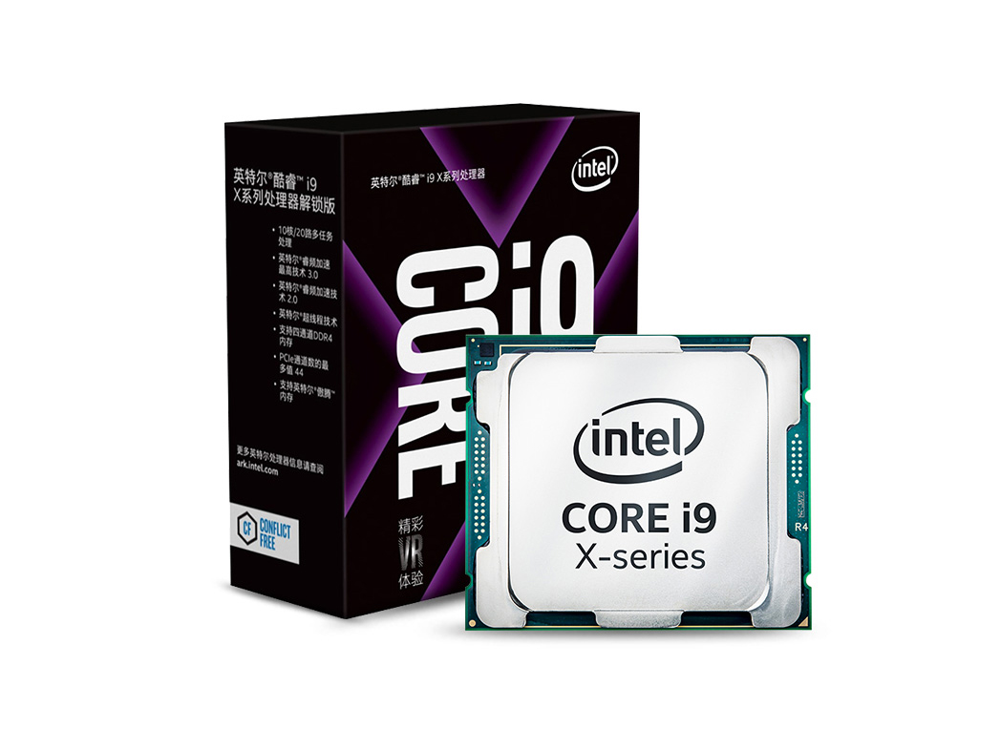 英特尔®酷睿™ i9
X系列处理器解锁版
• 10核/20路多任务
处理
• 英特尔®睿频加速
最高技术 3.0
• 英特尔®睿频加速技
术 2.0
• 英特尔®超线程技术
• 支持四通道DDR4
内存
• PCIe通道数的最
多值 44
• 支持英特尔®傲腾™
内存
更多英特尔处理器信息请查阅
ark.intel.com
CF
CONFLICT
FREE
英特尔®酷睿™ i9 X系列处理器
intel
CORE
i9
精彩
VR
体验
intel
CORE i9
X-series
R4